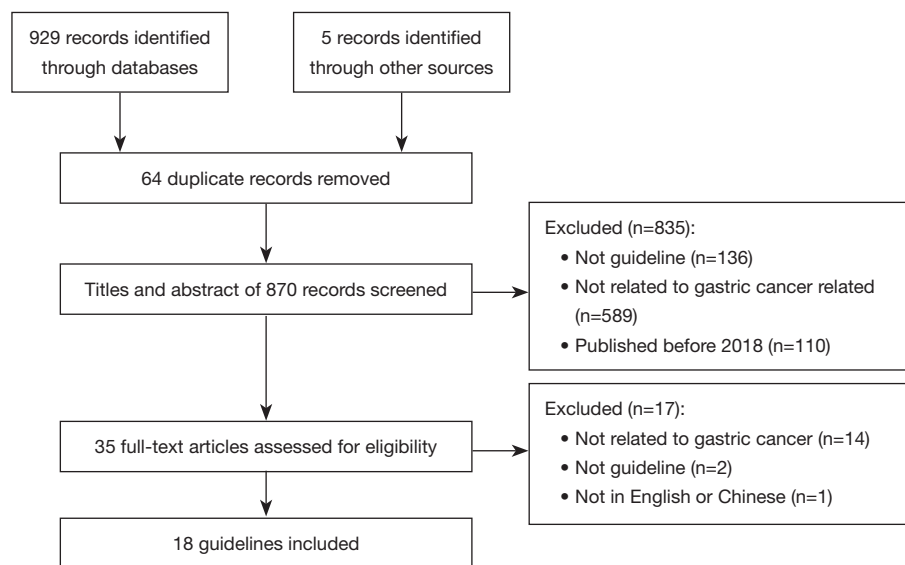 929 records identified
through databases
5 records identified
through other sources
64 duplicate records removed
Titles and abstract of 870 records screened
Excluded (n=835):
• Not guideline (n=136)
• Not related to gastric cancer related
(n=589)
• Published before 2018 (n=110)
35 full-text articles assessed for eligibility
Excluded (n=17):
• Not related to gastric cancer (n=14)
• Not guideline (n=2)
• Not in English or Chinese (n=1)
18 guidelines included